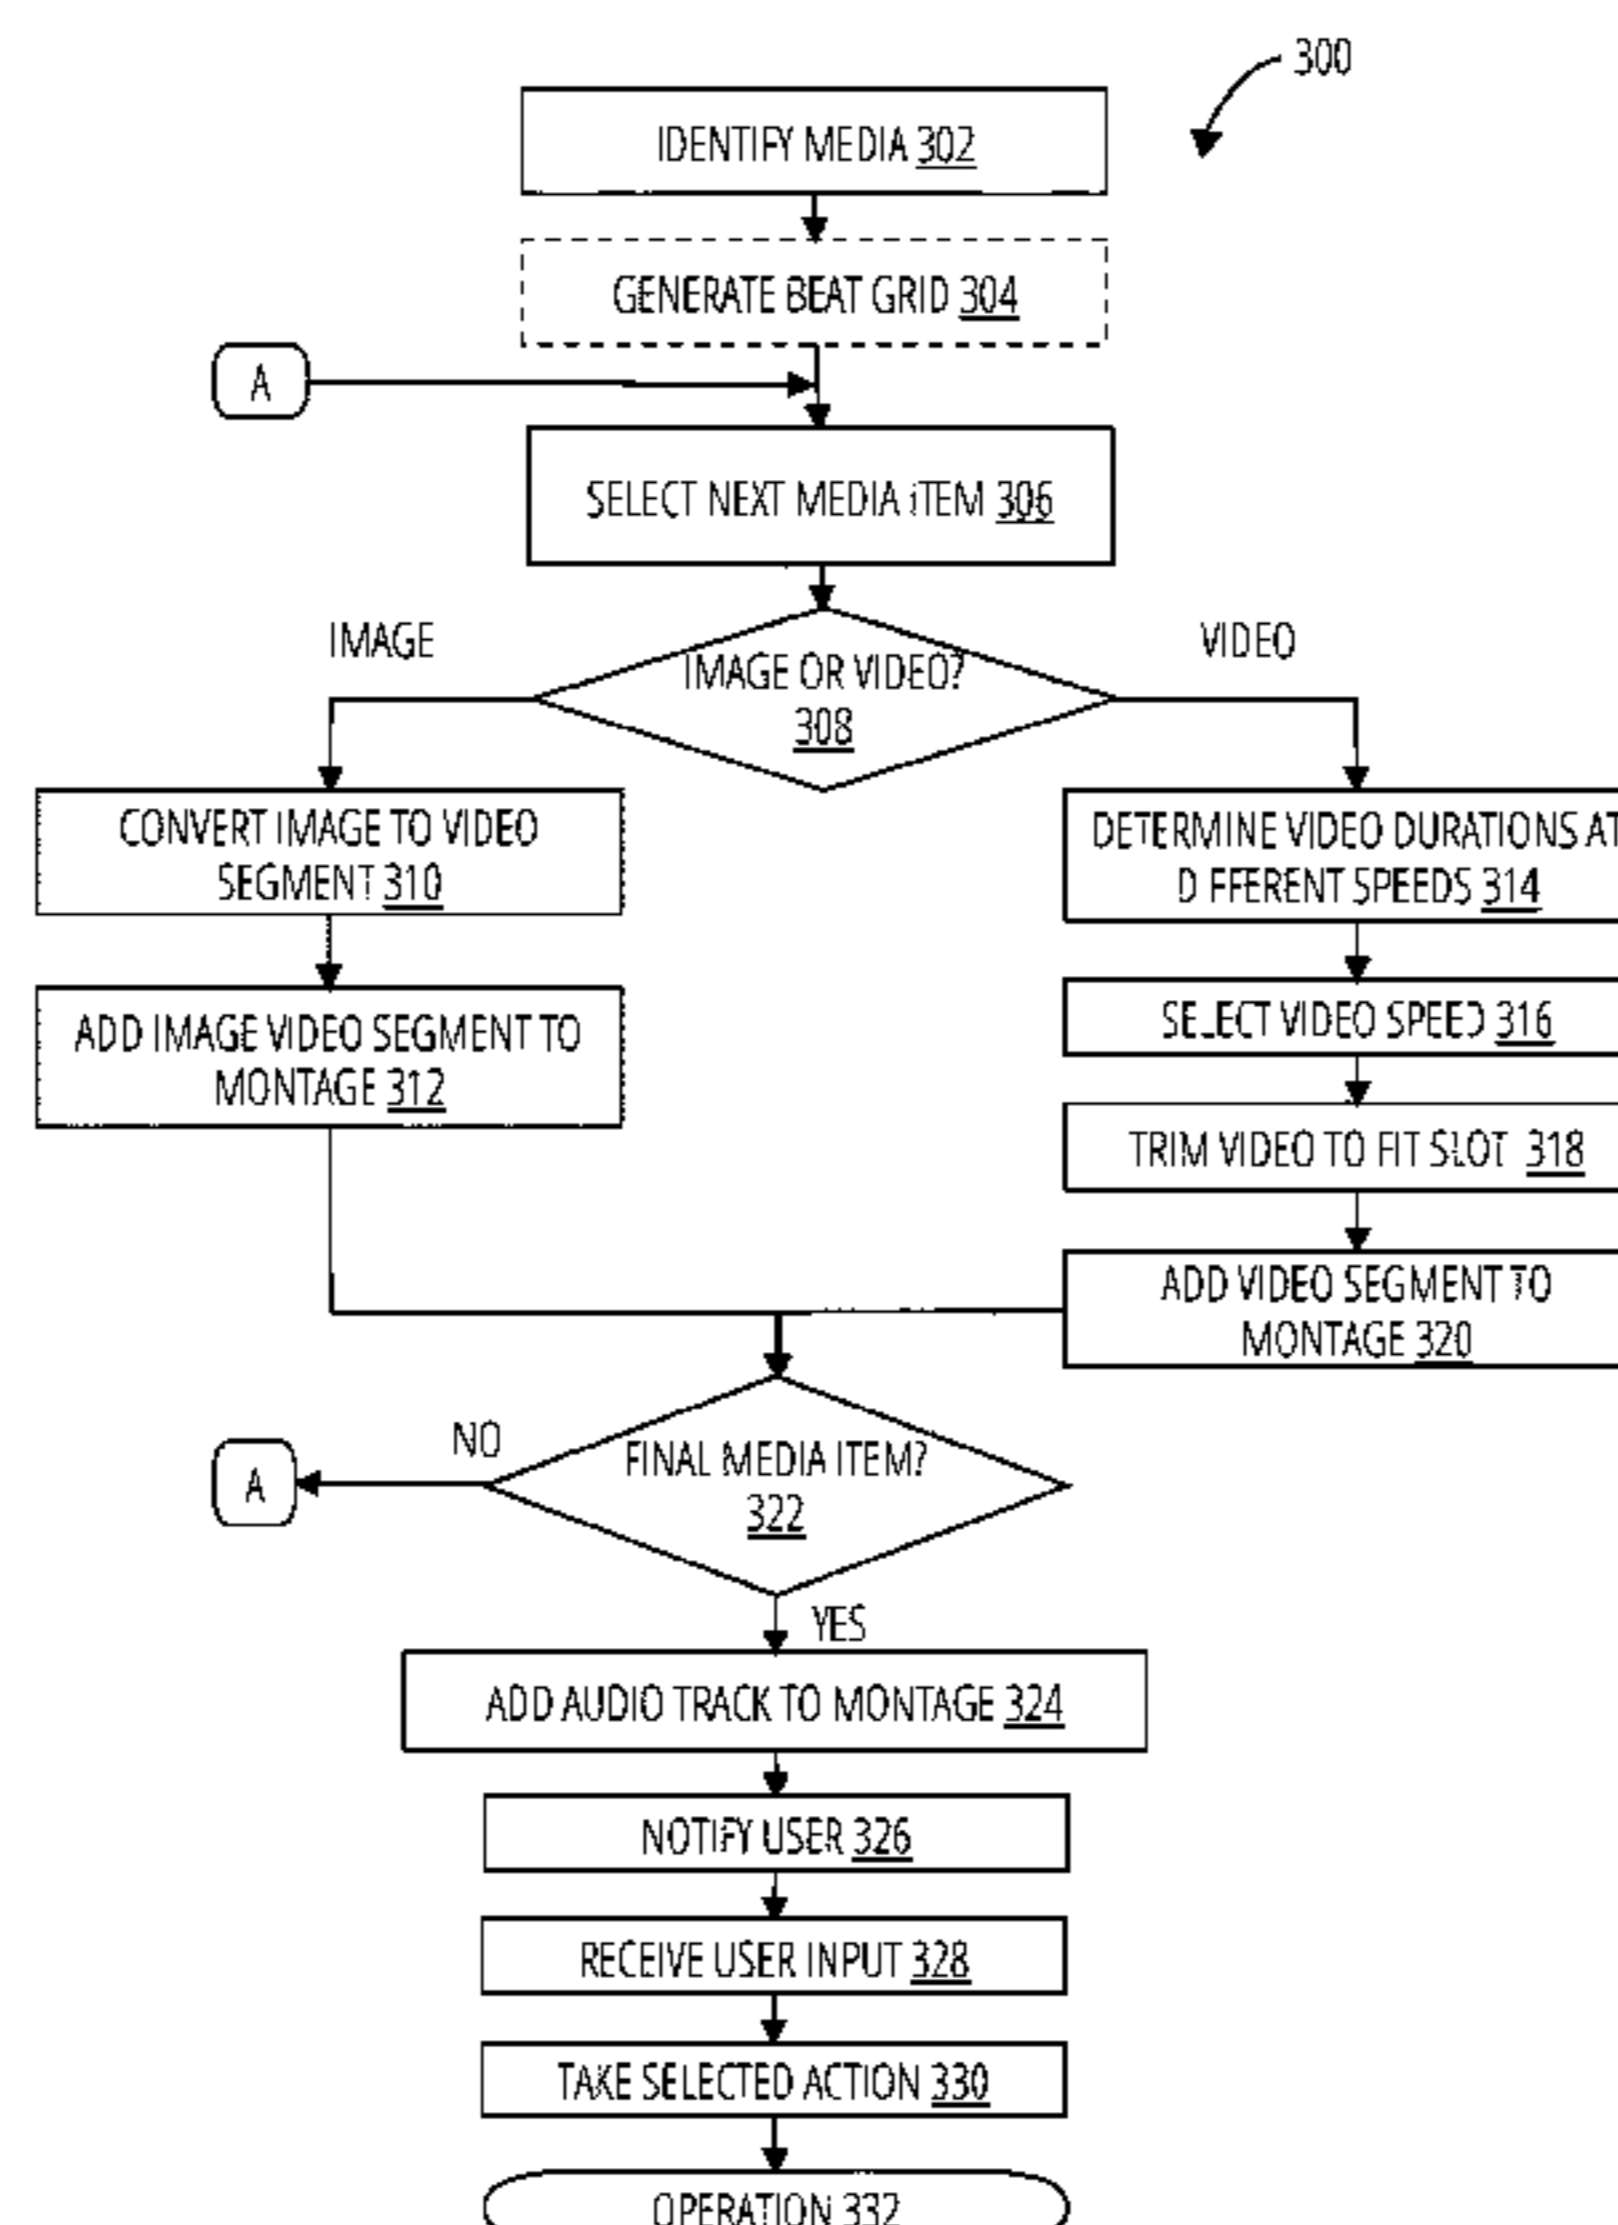 300
IDENTIFY MEDIA 302
GENERATE BEAT GRID 304
A
SELECT NEXT MEDIA iTEM 306
IMAGE
VIDEO
IMAGE OR VIDEO?
308
CONVERT IMAGE TO VIDEO
SEGMENT 310
ADD IMAGE VIDEO SEGMENT TO
MONTAGE 312
DETERMINE VIDEO DURATIONS AT
D FFERENT SPEEDS 314
SELECT VIDEO SPEED 316
TRIM VIDEO TO FIT SLOT 318
ADD VIDEO SEGMENT TO
MONTAGE 320
NO
A
FINAL MEDIA ITEM?
322
YES
ADD AUDIO TRACK TO MONTAGE 324
NOTIFY USER 326
RECEIVE USER INPUT 328
TAKE SELECTED ACTION 330
OPERATION 332